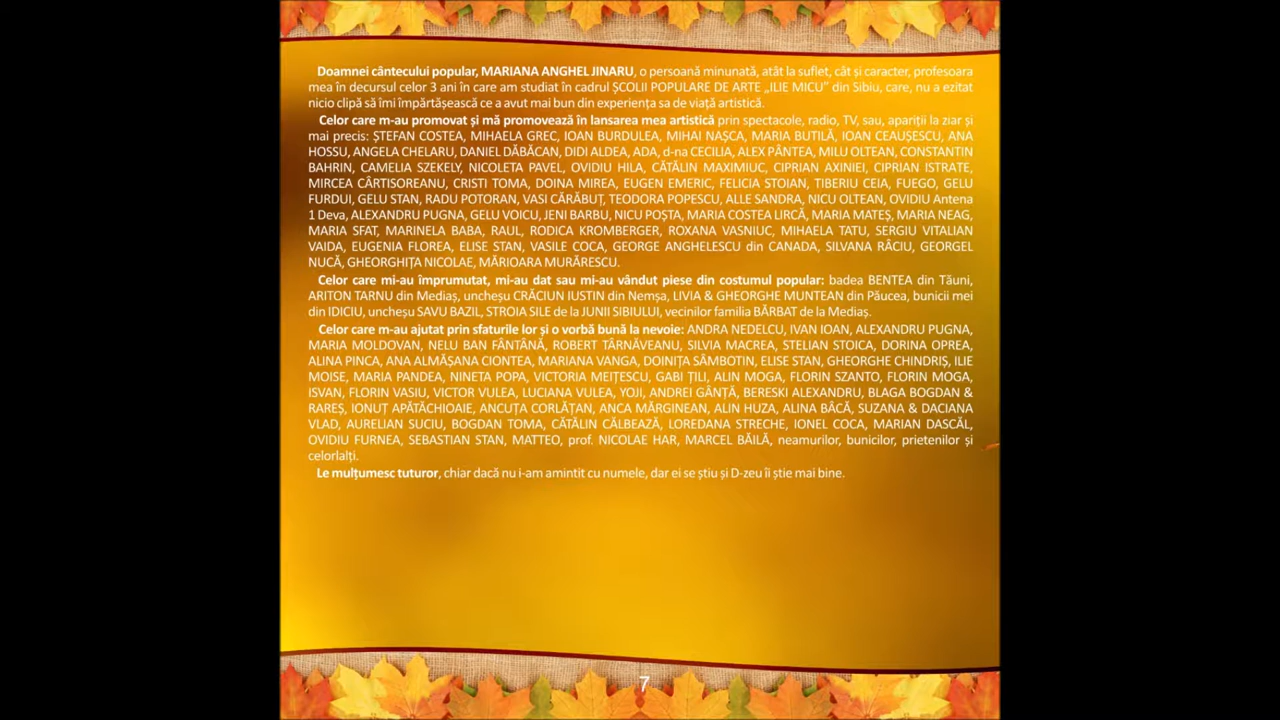 Doamnei cântecului popular, MARIANA ANGHEL JINARU, o persoană minunată, atât la suflet, cât și caracter, profesoara
mea în decursul celor 3 ani în care am studiat în cadrul ȘCOLII POPULARE DE ARTE „ILIE MICU” din Sibiu, care, nu a ezitat
nicio clipă să îmi împărtășească ce a avut mai bun din experiența sa de viață artistică.
Celor care m-au promovat și mă promovează în lansarea mea artistică prin spectacole, radio, TV, sau, apariții la ziar și
mai precis: ȘTEFAN COSTEA, MIHAELA GREC, IOAN BURDULEA, MIHAI NAȘCA, MARIA BUTILĂ, IOAN CEAUȘESCU, ANA
HOSSU, ANGELA CHELARU, DANIEL DĂBĂCAN, DIDI ALDEA, ADA, d-na CECILIA, ALEX PÂNTEA, MILU OLTEAN, CONSTANTIN
BAHRIN, CAMELIA SZEKELY, NICOLETA PAVEL, OVIDIU HILA, CĂTĂLIN MAXIMIUC, CIPRIAN AXINIEI, CIPRIAN ISTRATE,
MIRCEA CÂRTISOREANU, CRISTI TOMA, DOINA MIREA, EUGEN EMERIC, FELICIA STOIAN, TIBERIU CEIA, FUEGO, GELU
FURDUI, GELU STAN, RADU POTORAN, VASI CĂRĂBUȚ, TEODORA POPESCU, ALLE SANDRA, NICU OLTEAN, OVIDIU Antena
1 Deva, ALEXANDRU PUGNA, GELU VOICU, JENI BARBU, NICU POȘTA, MARIA COSTEA LIRCĂ, MARIA MATEȘ, MARIA NEAG,
MARIA SFAT, MARINELA BABA, RAUL, RODICA KROMBERGER, ROXANA VASNIUC, MIHAELA TATU, SERGIU VITALIAN
VAIDA, EUGENIA FLOREA, ELISE STAN, VASILE COCA, GEORGE ANGHELESCU din CANADA, SILVANA RÂCIU, GEORGEL
NUCĂ, GHEORGHIȚA NICOLAE, MĂRIOARA MURĂRESCU.
Celor care mi-au împrumutat, mi-au dat sau mi-au vândut piese din costumul popular: badea BENTEA din Tăuni,
ARITON TARNU din Mediaș, uncheșu CRĂCIUN IUSTIN din Nemșa, LIVIA & GHEORGHE MUNTEAN din Păucea, bunicii mei
din IDICIU, uncheșu SAVU BAZIL, STROIA SILE de la JUNII SIBIULUI, vecinilor familia BĂRBAT de la Mediaș.
Celor care m-au ajutat prin sfaturile lor și o vorbă bună la nevoie: ANDRA NEDELCU, IVAN IOAN, ALEXANDRU PUGNA,
MARIA MOLDOVAN, NELU BAN FÂNTÂNĂ, ROBERT TÂRNĂVEANU, SILVIA MACREA, STELIAN STOICA, DORINA OPREA,
ALINA PINCA, ANA ALMĂȘANA CIONTEA, MARIANA VANGA, DOINIȚA SÂMBOTIN, ELISE STAN, GHEORGHE CHINDRIȘ, ILIE
MOISE, MARIA PANDEA, NINETA POPA, VICTORIA MEIȚESCU, GABI ȚILI, ALIN MOGA, FLORIN SZANTO, FLORIN MOGA,
ISVAN, FLORIN VASIU, VICTOR VULEA, LUCIANA VULEA, YOJI, ANDREI GÂNȚĂ, BERESKI ALEXANDRU, BLAGA BOGDAN &
RAREȘ, IONUȚ APĂTĂCHIOAIE, ANCUȚA CORLĂȚAN, ANCA MĂRGINEAN, ALIN HUZA, ALINA BÂCĂ, SUZANA & DACIANA
VLAD, AURELIAN SUCIU, BOGDAN TOMA, CĂTĂLIN CĂLBEAZĂ, LOREDANA STRECHE, IONEL COCA, MARIAN DASCĂL,
OVIDIU FURNEA, SEBASTIAN STAN, MATTEO, prof. NICOLAE HAR, MARCEL BĂILĂ, neamurilor, bunicilor, prietenilor și
celorlalți.
Le mulțumesc tuturor, chiar dacă nu i-am amintit cu numele, dar ei se știu și D-zeu îi știe mai bine.
7